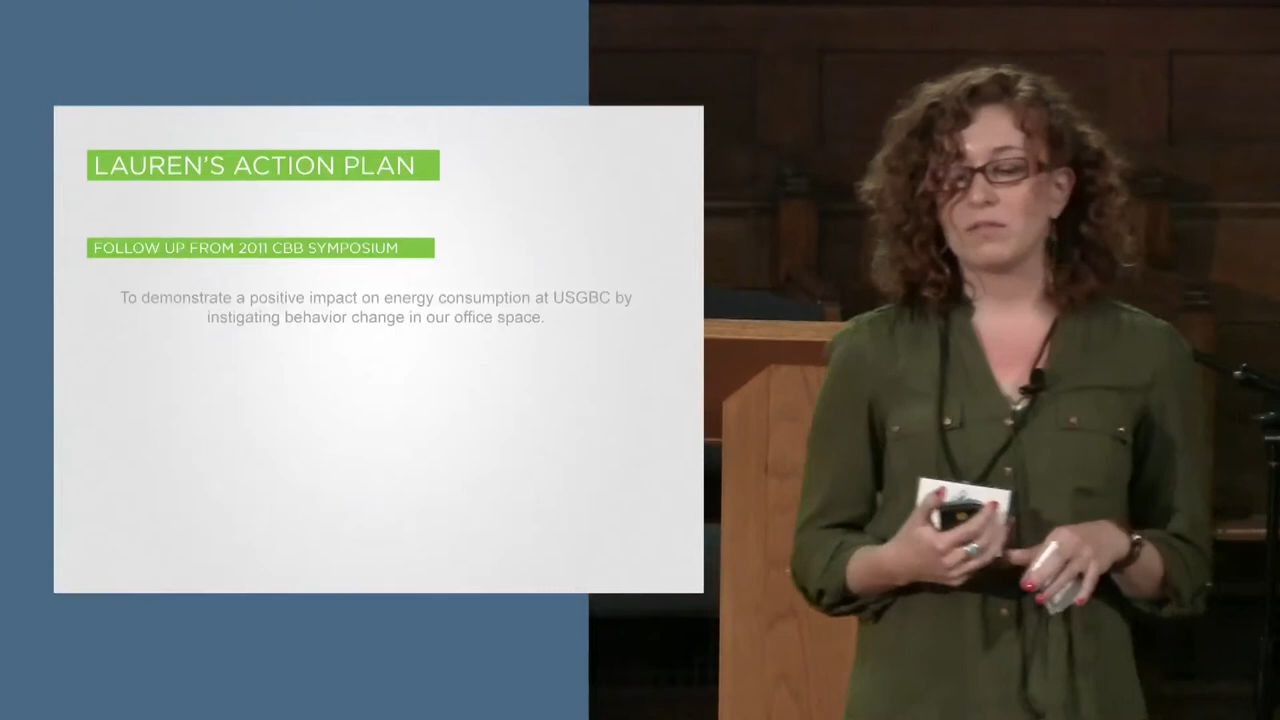 LAUREN'S ACTION PLAN
FOLLOW UP FROM 2011 CBB SYMPOSIUM
To demonstrate a positive impact on energy consumption at USGBC by
instigating behavior change in our office space.